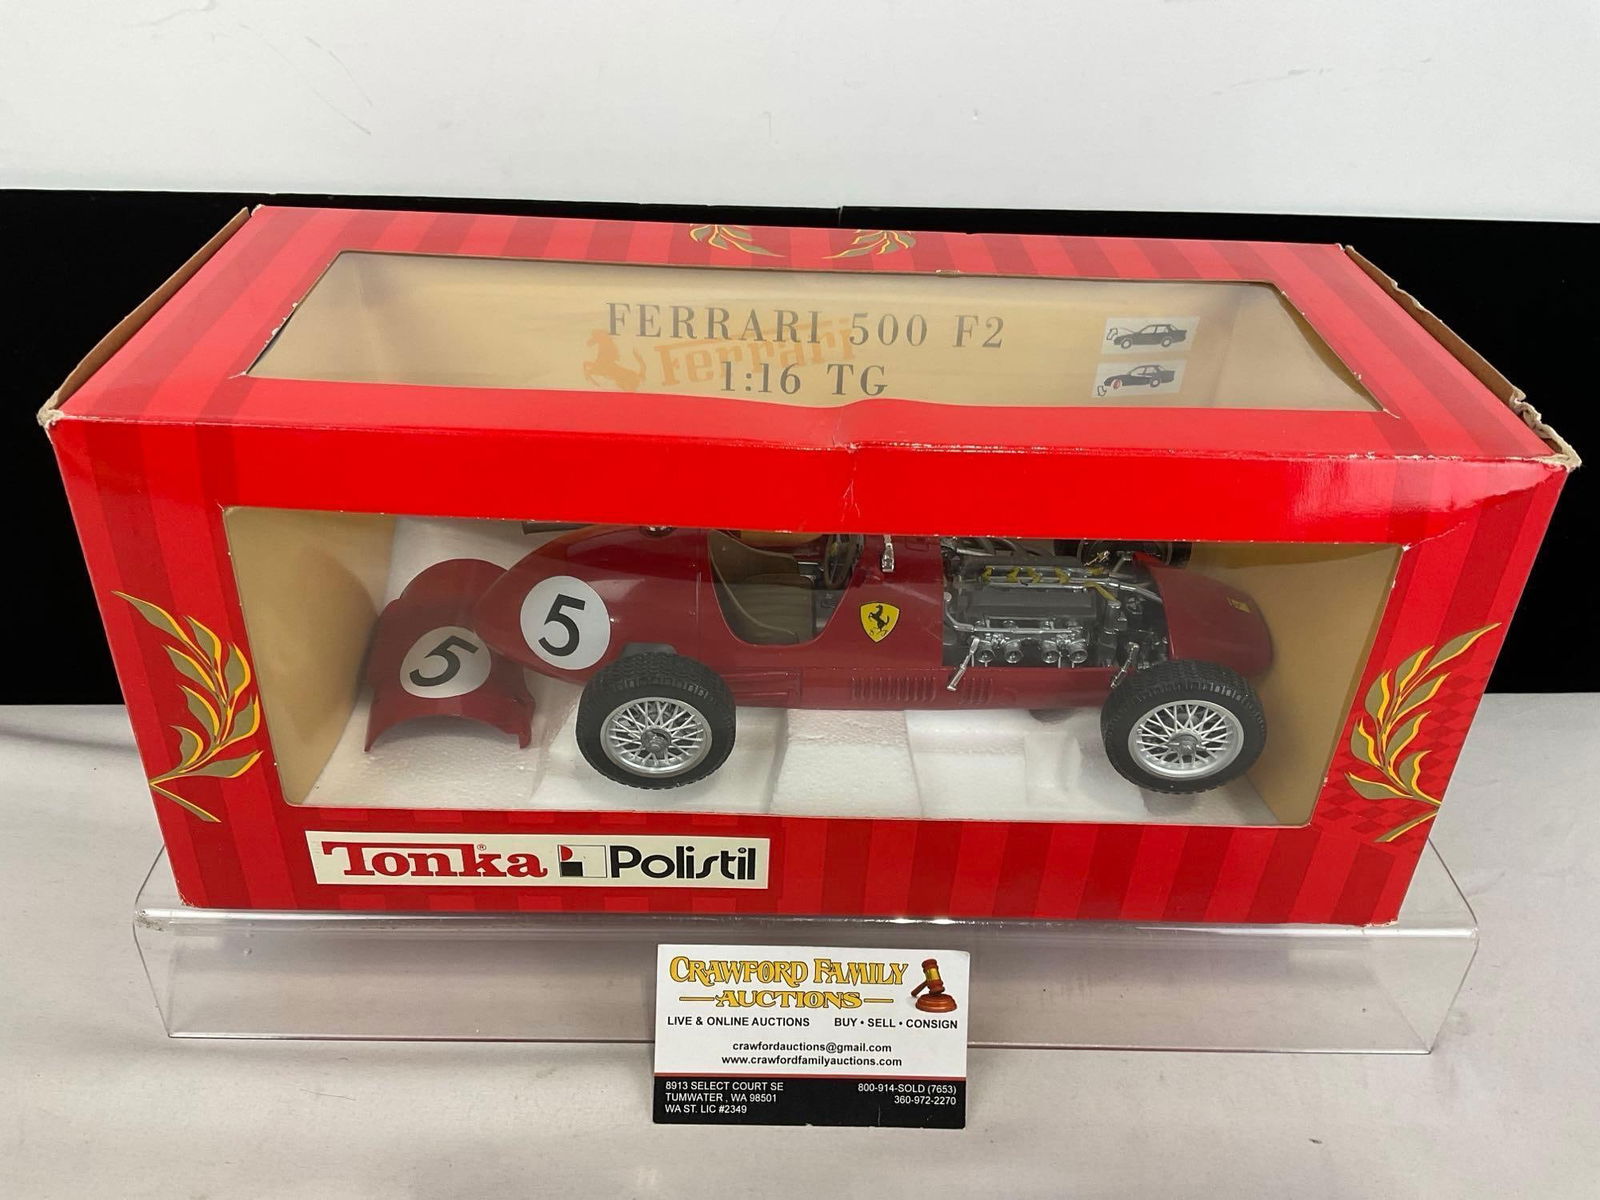 FERRARI 500 F2
Ferrari
1:16 TG
5
5
Tonka® Polistil
CRAWFORD FAMILY
AUCTIONS
LIVE & ONLINE AUCTIONS BUY • SELL • CONSIGN
crawfordauctions@gmail.com
www.crawfordfamilyauctions.com
8913 SELECT COURT SE 800-914-SOLD (7653)
TUMWATER , WA 98501 360-972-2270
WA ST. LIC #2349